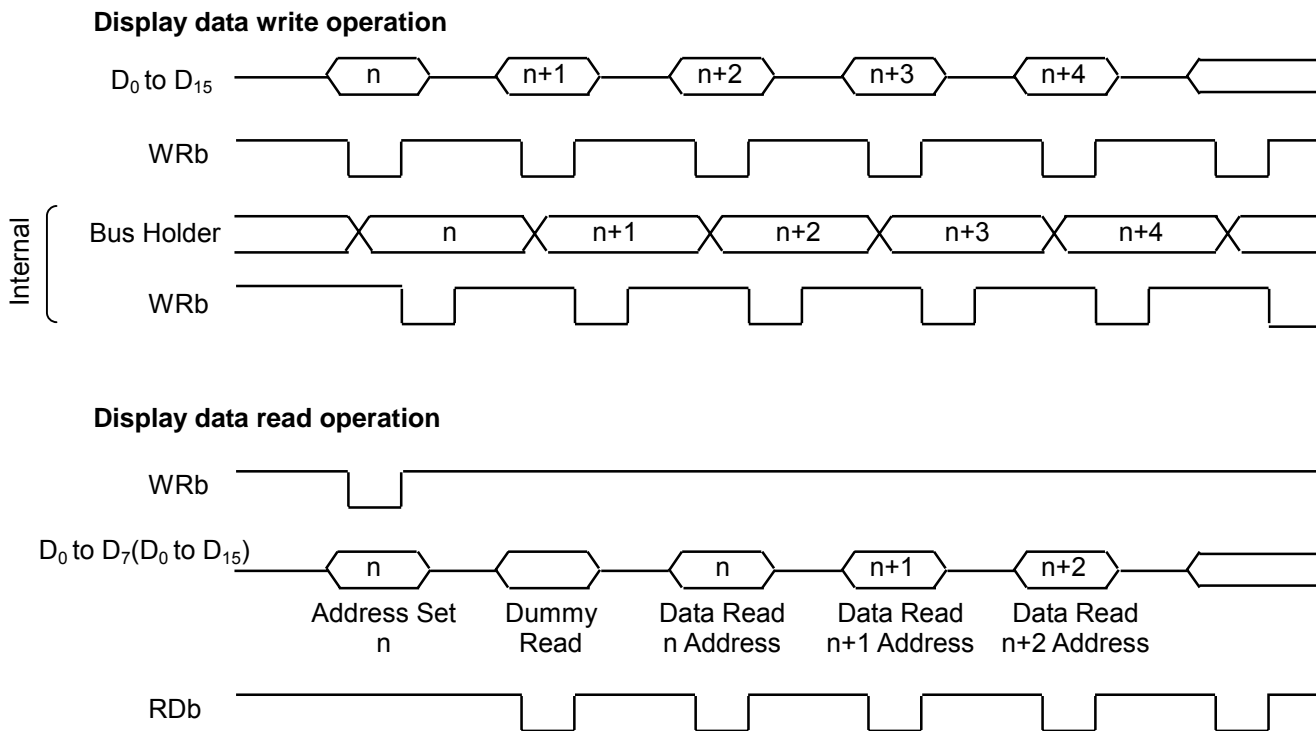 Display data write operation
D₀ to D₁₅ n n+1 n+2 n+3 n+4
WRb
Internal
Bus Holder n n+1 n+2 n+3 n+4
WRb
Display data read operation
WRb
D₀ to D₇(D₀ to D₁₅) n n n+1 n+2
Address Set Dummy Data Read Data Read Data Read
n Read n Address n+1 Address n+2 Address
RDb